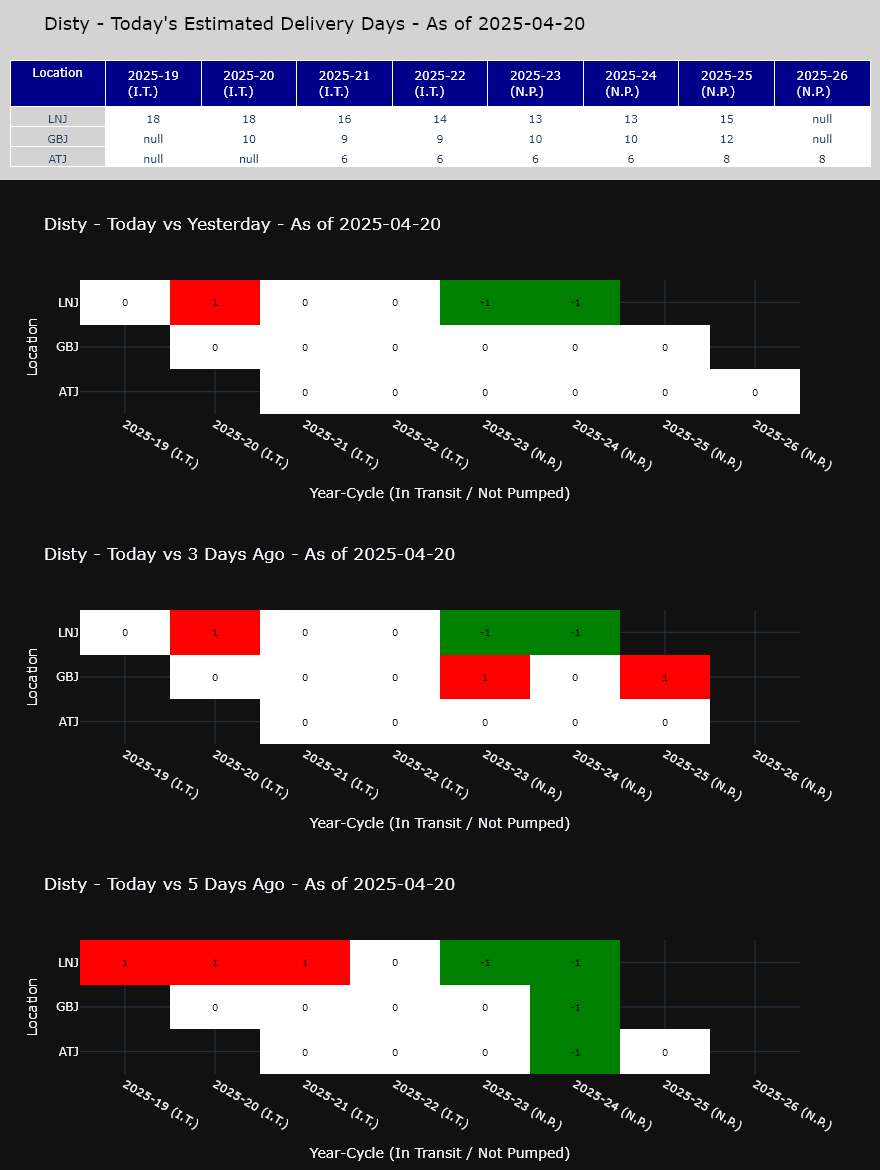 Disty - Today's Estimated Delivery Days - As of 2025-04-20
Location 2025-19 (I.T.) 2025-20 (I.T.) 2025-21 (I.T.) 2025-22 (I.T.) 2025-23 (N.P.) 2025-24 (N.P.) 2025-25 (N.P.) 2025-26 (N.P.)
LNJ 18 18 16 14 13 13 15 null
GBJ null 10 9 9 10 10 12 null
ATJ null null 6 6 6 6 8 8
Disty - Today vs Yesterday - As of 2025-04-20
Location
LNJ 0 1 0 0 -1 -1
GBJ 0 0 0 0 0 0
ATJ 0 0 0 0 0 0
2025-19 (I.T.) 2025-20 (I.T.) 2025-21 (I.T.) 2025-22 (I.T.) 2025-23 (N.P.) 2025-24 (N.P.) 2025-25 (N.P.) 2025-26 (N.P.)
Year-Cycle (In Transit / Not Pumped)
Disty - Today vs 3 Days Ago - As of 2025-04-20
Location
LNJ 0 1 0 0 -1 -1
GBJ 0 0 0 1 0 1
ATJ 0 0 0 0 0
2025-19 (I.T.) 2025-20 (I.T.) 2025-21 (I.T.) 2025-22 (I.T.) 2025-23 (N.P.) 2025-24 (N.P.) 2025-25 (N.P.) 2025-26 (N.P.)
Year-Cycle (In Transit / Not Pumped)
Disty - Today vs 5 Days Ago - As of 2025-04-20
Location
LNJ 1 1 1 0 -1 -1
GBJ 0 0 0 0 -1
ATJ 0 0 0 -1 0
2025-19 (I.T.) 2025-20 (I.T.) 2025-21 (I.T.) 2025-22 (I.T.) 2025-23 (N.P.) 2025-24 (N.P.) 2025-25 (N.P.) 2025-26 (N.P.)
Year-Cycle (In Transit / Not Pumped)